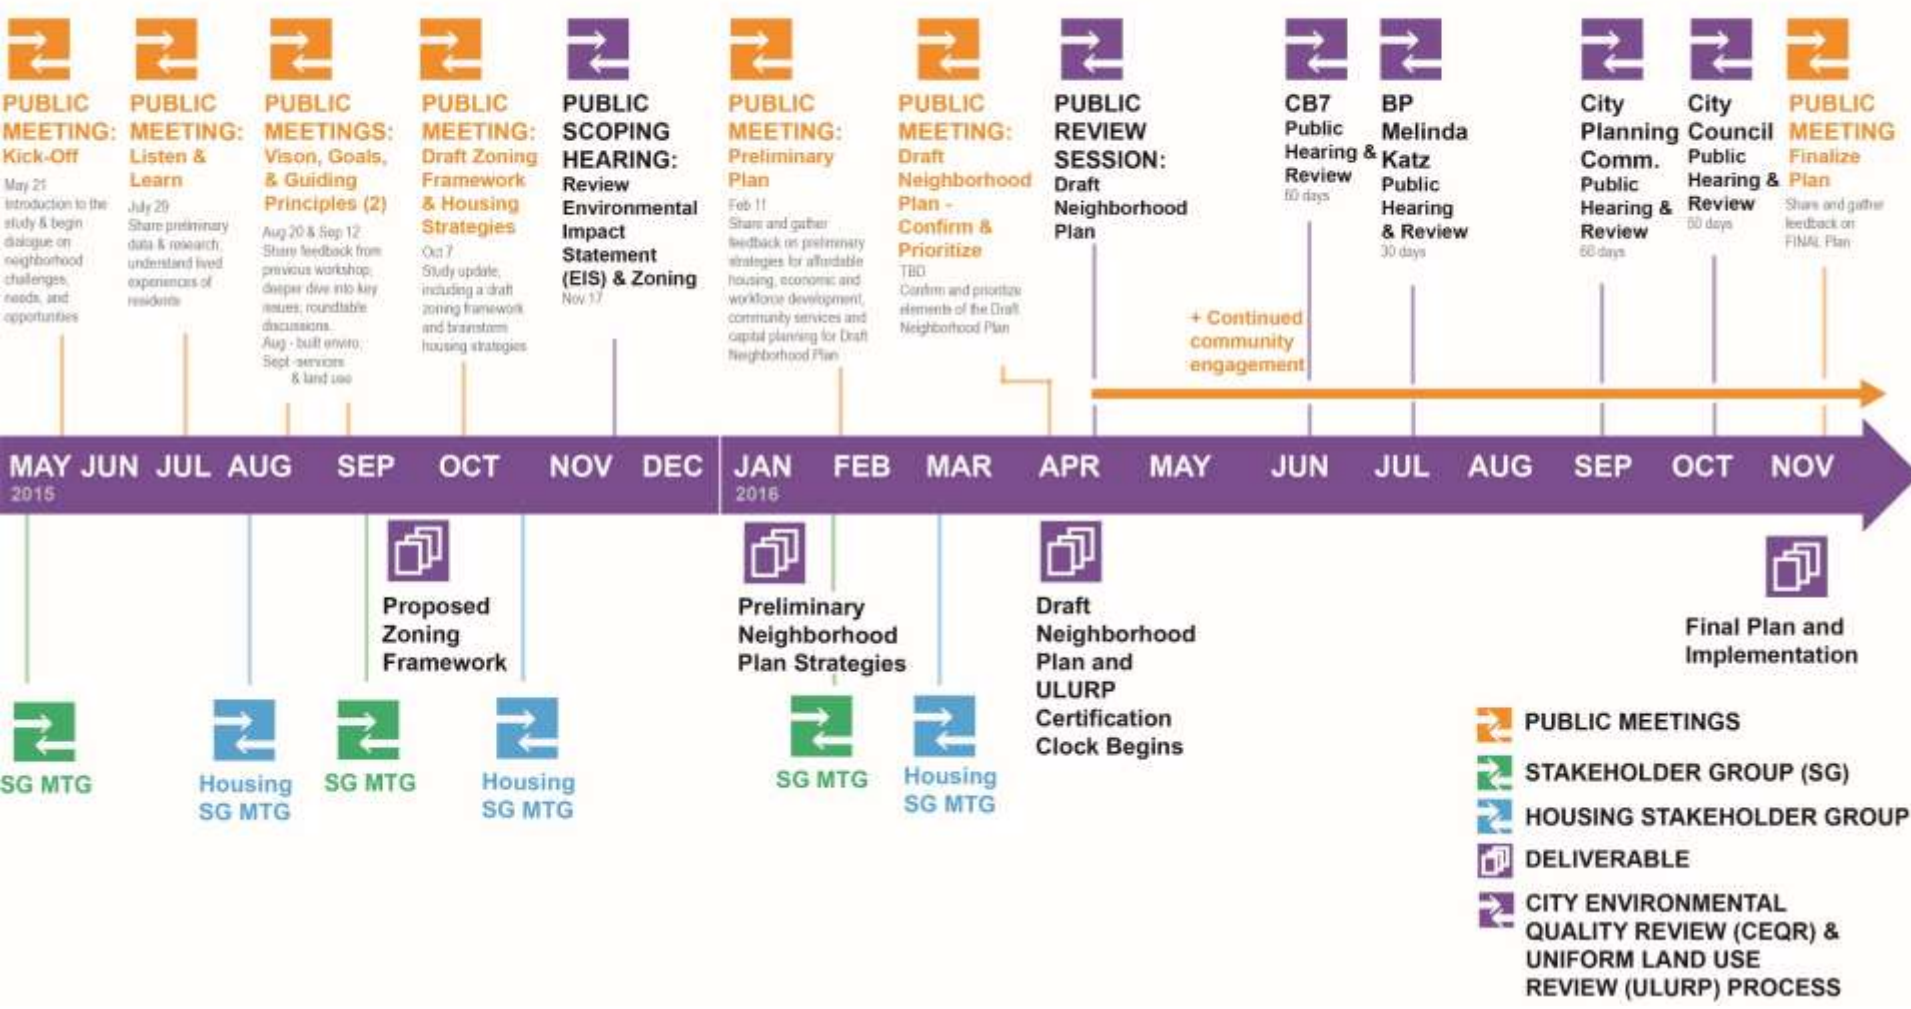 PUBLIC
MEETING:
Kick-Off
May 21
Introduction to the
study & begin
dialogue on
neighborhood
challenges,
needs, and
opportunities
PUBLIC
MEETING:
Listen &
Learn
July 29
Share preliminary
data & research;
understand lived
experiences of
residents
PUBLIC
MEETINGS:
Vison, Goals,
& Guiding
Principles (2)
Aug 20 & Sep 12
Share feedback from
previous workshop;
deeper dive into key
issues; roundtable
discussions.
Aug - built enviro;
Sept -services
& land use
PUBLIC
MEETING:
Draft Zoning
Framework
& Housing
Strategies
Oct 7
Study update,
including a draft
zoning framework
and brainstorm
housing strategies
PUBLIC
SCOPING
HEARING:
Review
Environmental
Impact
Statement
(EIS) & Zoning
Nov 17
PUBLIC
MEETING:
Preliminary
Plan
Feb 11
Share and gather
feedback on preliminary
strategies for affordable
housing, economic and
workforce development,
community services and
capital planning for Draft
Neighborhood Plan
PUBLIC
MEETING:
Draft
Neighborhood
Plan -
Confirm &
Prioritize
TBD
Confirm and prioritize
elements of the Draft
Neighborhood Plan
PUBLIC
REVIEW
SESSION:
Draft
Neighborhood
Plan
+ Continued
community
engagement
CB7
Public
Hearing &
Review
60 days
BP
Melinda
Katz
Public
Hearing
& Review
30 days
City
Planning
Comm.
Public
Hearing &
Review
60 days
City
Council
Public
Hearing &
Review
50 days
PUBLIC
MEETING
Finalize
Plan
Share and gather
feedback on
FINAL Plan
MAY JUN JUL AUG SEP OCT NOV DEC JAN FEB MAR APR MAY JUN JUL AUG SEP OCT NOV
2015 2016
Proposed
Zoning
Framework
Preliminary
Neighborhood
Plan Strategies
Draft
Neighborhood
Plan and
ULURP
Certification
Clock Begins
Final Plan and
Implementation
SG MTG
Housing
SG MTG
SG MTG
Housing
SG MTG
SG MTG
Housing
SG MTG
PUBLIC MEETINGS
STAKEHOLDER GROUP (SG)
HOUSING STAKEHOLDER GROUP
DELIVERABLE
CITY ENVIRONMENTAL
QUALITY REVIEW (CEQR) &
UNIFORM LAND USE
REVIEW (ULURP) PROCESS